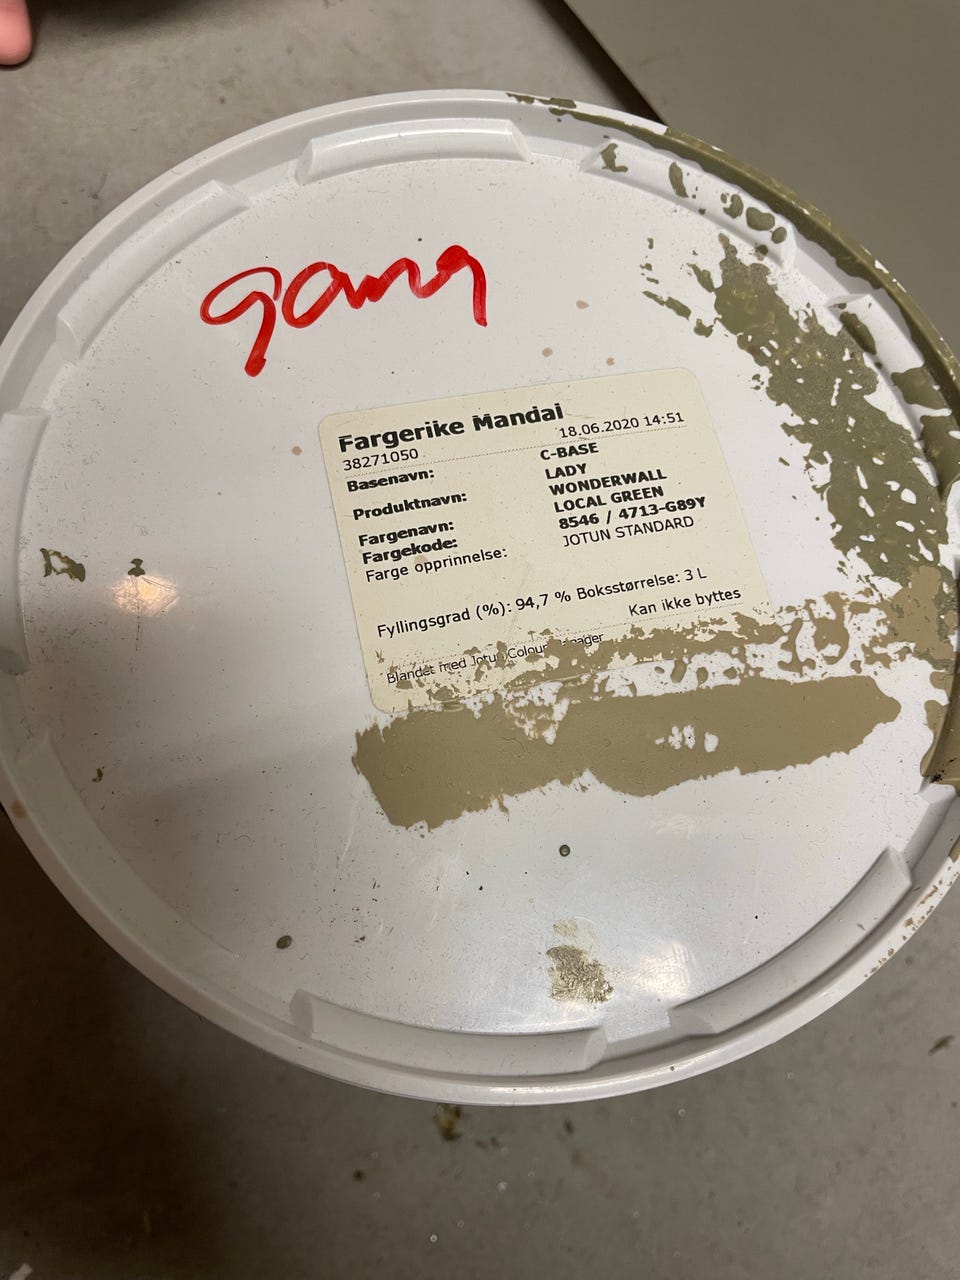 gang
Fargerike Mandal
38271050 18.06.2020 14:51
Basenavn: C-BASE
Produktnavn: LADY
WONDERWALL
Fargenavn: LOCAL GREEN
Fargekode: 8546 / 4713-G89Y
Farge opprinnelse: JOTUN STANDARD
Fyllingsgrad (%): 94,7 % Boksstørrelse: 3 L
Kan ikke byttes
Blandet med Jotun Colour